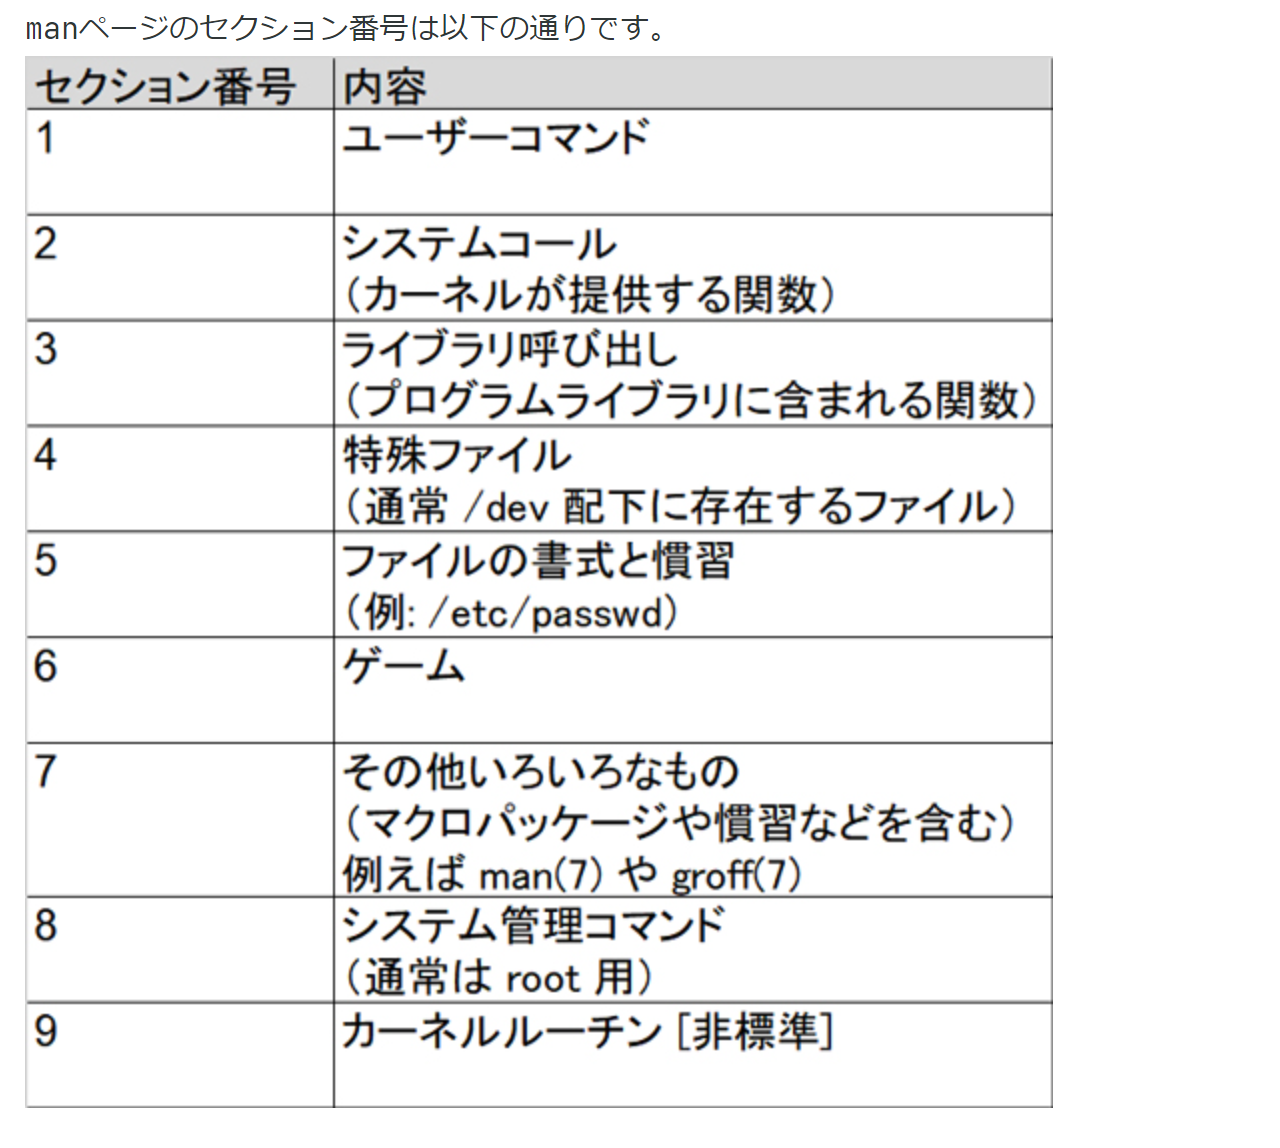 manページのセクション番号は以下の通りです。
セクション番号 内容
1 ユーザーコマンド
2 システムコール
（カーネルが提供する関数）
3 ライブラリ呼び出し
（プログラムライブラリに含まれる関数）
4 特殊ファイル
（通常 /dev 配下に存在するファイル）
5 ファイルの書式と慣習
（例: /etc/passwd）
6 ゲーム
7 その他いろいろなもの
（マクロパッケージや慣習などを含む）
例えば man(7) や groff(7)
8 システム管理コマンド
（通常は root 用）
9 カーネルルーチン [非標準]